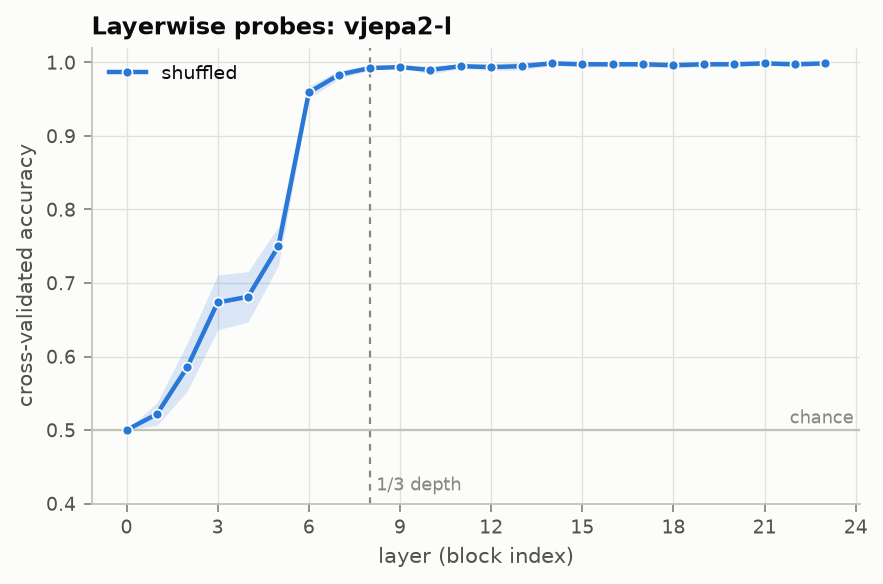 Layerwise probes: vjepa2-l
shuffled
cross-validated accuracy
1.0
0.9
0.8
0.7
0.6
0.5
0.4
chance
1/3 depth
0 3 6 9 12 15 18 21 24
layer (block index)